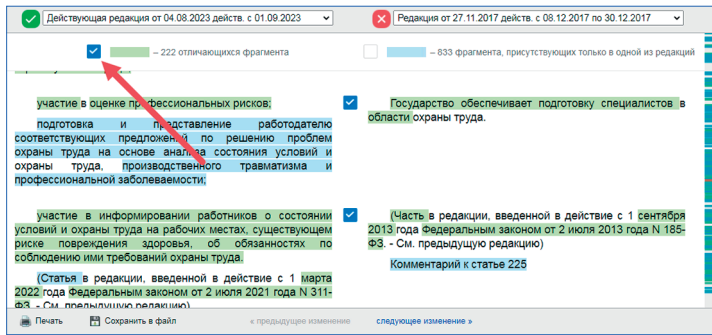 Действующая редакция от 04.08.2023 действ. с 01.09.2023
Редакция от 27.11.2017 действ. с 08.12.2017 по 30.12.2017
– 222 отличающихся фрагмента
– 833 фрагмента, присутствующих только в одной из редакций
участие в оценке профессиональных рисков;
подготовка и представление работодателю
соответствующих предложений по решению проблем
охраны труда на основе анализа состояния условий и
охраны труда, производственного травматизма и
профессиональной заболеваемости;
Государство обеспечивает подготовку специалистов в
области охраны труда.
участие в информировании работников о состоянии
условий и охраны труда на рабочих местах, существующем
риске повреждения здоровья, об обязанностях по
соблюдению ими требований охраны труда.
(Статья в редакции, введенной в действие с 1 марта
2022 года Федеральным законом от 2 июля 2021 года N 311-
ФЗ. - См. предыдущую редакцию)
(Часть в редакции, введенной в действие с 1 сентября
2013 года Федеральным законом от 2 июля 2013 года N 185-
ФЗ. - См. предыдущую редакцию)
Комментарий к статье 225
Печать
Сохранить в файл
« предыдущее изменение
следующее изменение »